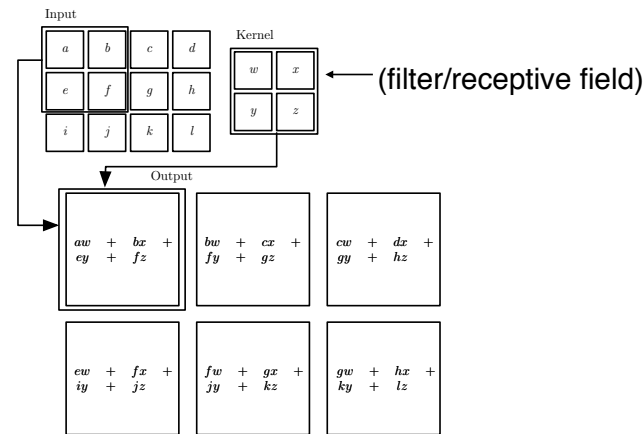 Input
a b c d
e f g h
i j k l
Kernel
w x
y z
(filter/receptive field)
Output
aw + bx +
ey + fz
bw + cx +
fy + gz
cw + dx +
gy + hz
ew + fx +
iy + jz
fw + gx +
jy + kz
gw + hx +
ky + lz